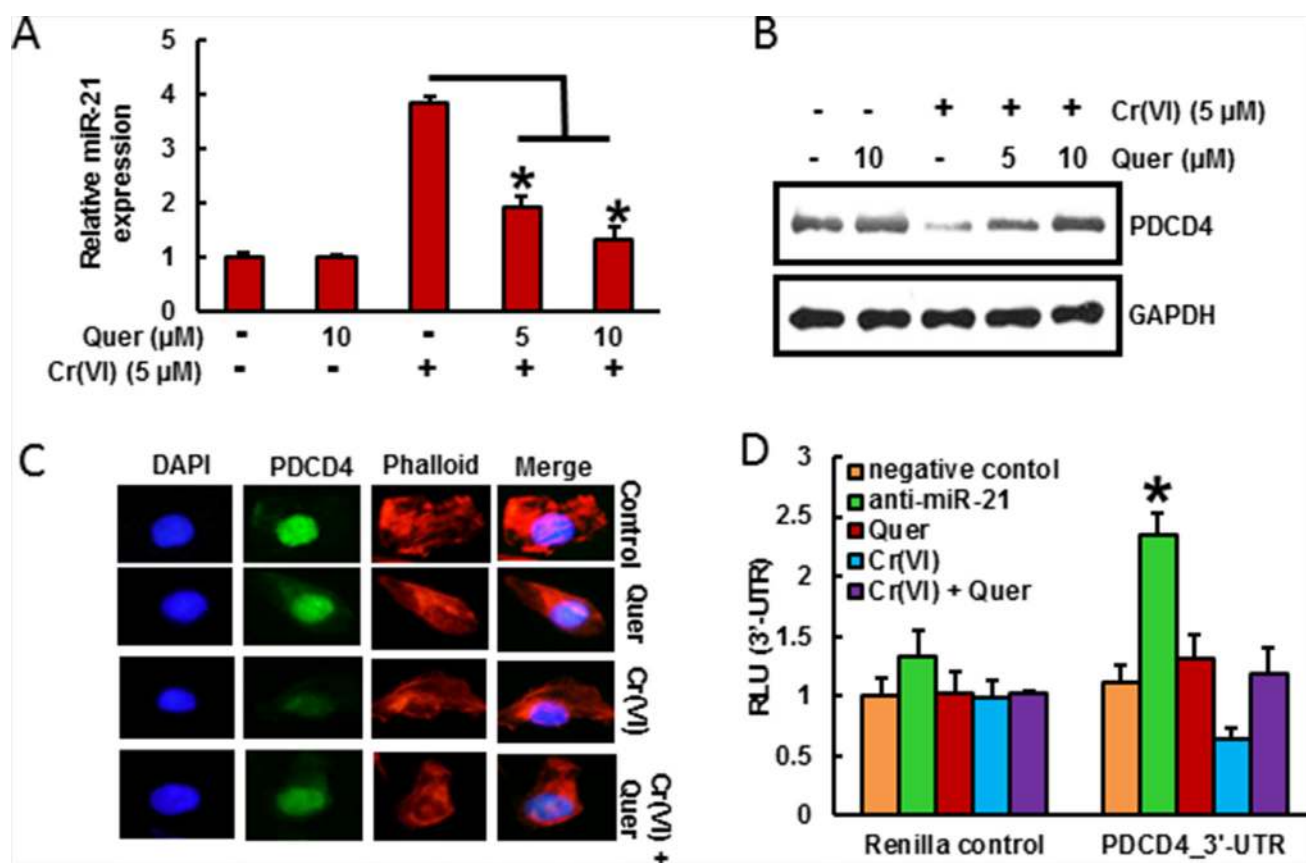 A
Relative miR-21
expression
5
4
3
2
1
0
*
*
Quer (µM) - 10 - 5 10
Cr(VI) (5 µM) - - + + +
B
- - + + + Cr(VI) (5 µM)
- 10 - 5 10 Quer (µM)
PDCD4
GAPDH
C
DAPI PDCD4 Phalloid Merge
Control
Quer
Cr(VI)
Cr(VI) +
Quer
D
RLU (3'-UTR)
3
2.5
2
1.5
1
0.5
0
negative contol
anti-miR-21
Quer
Cr(VI)
Cr(VI) + Quer
*
Renilla control PDCD4_3'-UTR